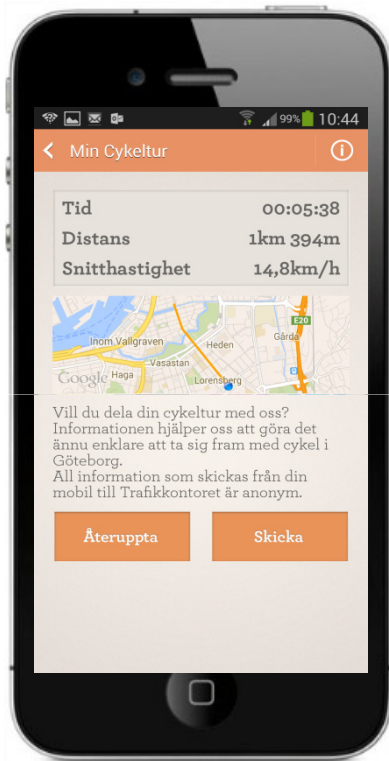 99% 10:44
Min Cykeltur
Tid 00:05:38
Distans 1km 394m
Snitthastighet 14,8km/h
E20
Inom Vallgraven Heden Gårda
Vasastan
Google Haga Lorensberg
Vill du dela din cykeltur med oss?
Informationen hjälper oss att göra det
ännu enklare att ta sig fram med cykel i
Göteborg.
All information som skickas från din
mobil till Trafikkontoret är anonym.
Återuppta Skicka